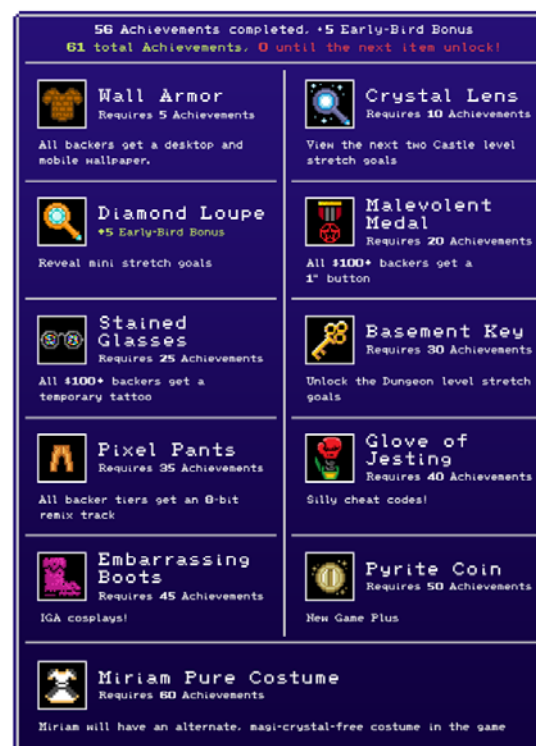 56 Achievements completed, +5 Early-Bird Bonus
61 total Achievements, 0 until the next item unlock!
Wall Armor
Requires 5 Achievements
All backers get a desktop and
mobile wallpaper.
Crystal Lens
Requires 10 Achievements
View the next two Castle level
stretch goals
Diamond Loupe
+5 Early-Bird Bonus
Reveal mini stretch goals
Malevolent
Medal
Requires 20 Achievements
All $100+ backers get a
1" button
Stained
Glasses
Requires 25 Achievements
All $100+ backers get a
temporary tattoo
Basement Key
Requires 30 Achievements
Unlock the Dungeon level stretch
goals
Pixel Pants
Requires 35 Achievements
All backer tiers get an 8-bit
remix track
Glove of
Jesting
Requires 40 Achievements
Silly cheat codes!
Embarrassing
Boots
Requires 45 Achievements
IGA cosplays!
Pyrite Coin
Requires 50 Achievements
New Game Plus
Miriam Pure Costume
Requires 60 Achievements
Miriam will have an alternate, magi-crystal-free costume in the game